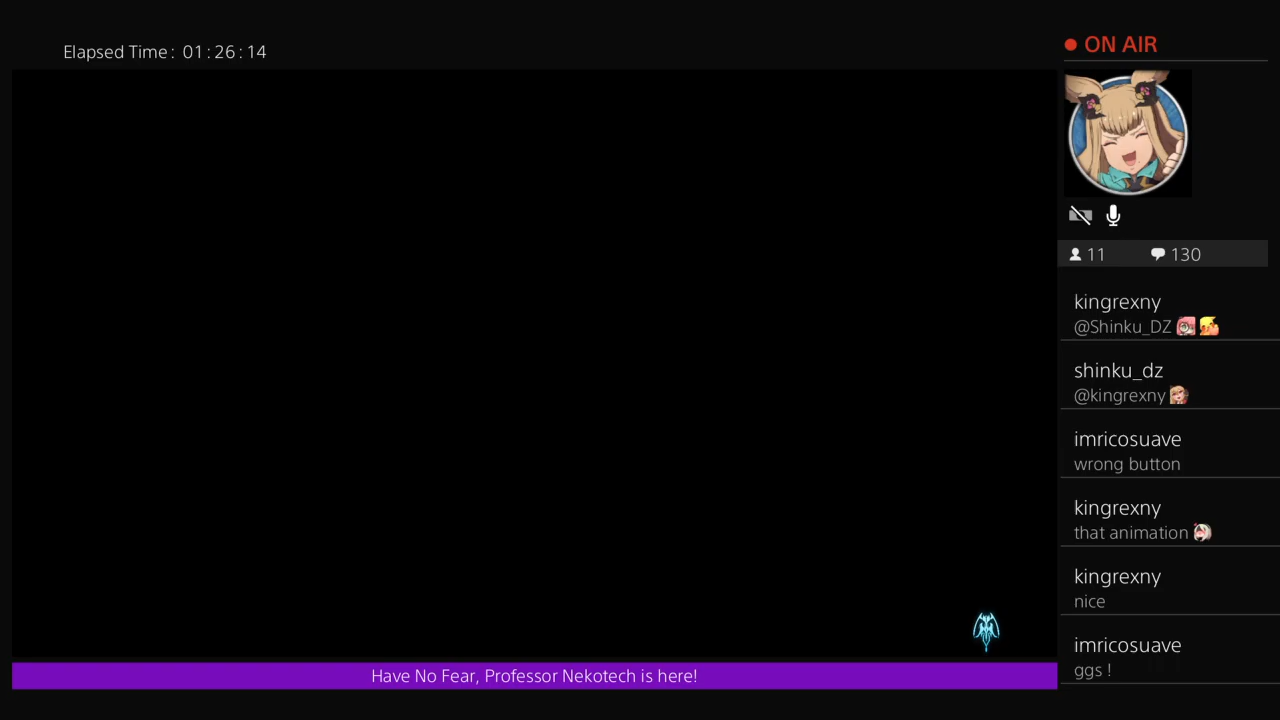 Elapsed Time: 01:26:14
ON AIR
11 130
kingrexny
@Shinku_DZ
shinku_dz
@kingrexny
imricosuave
wrong button
kingrexny
that animation
kingrexny
nice
imricosuave
ggs !
Have No Fear, Professor Nekotech is here!